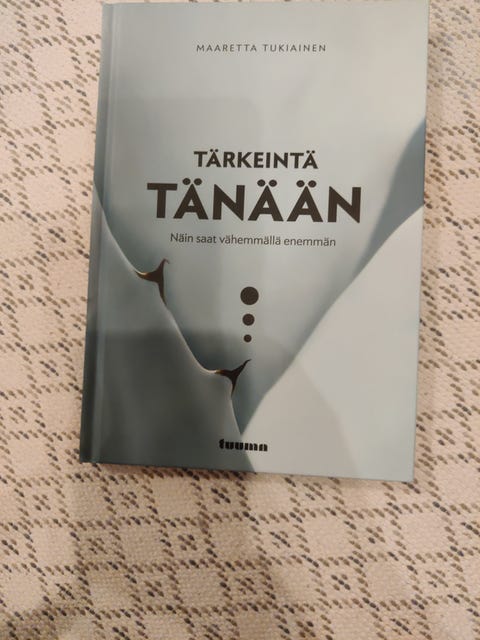 MAARETTA TUKIAINEN
TÄRKEINTÄ
TÄNÄÄN
Näin saat vähemmällä enemmän
tuuma